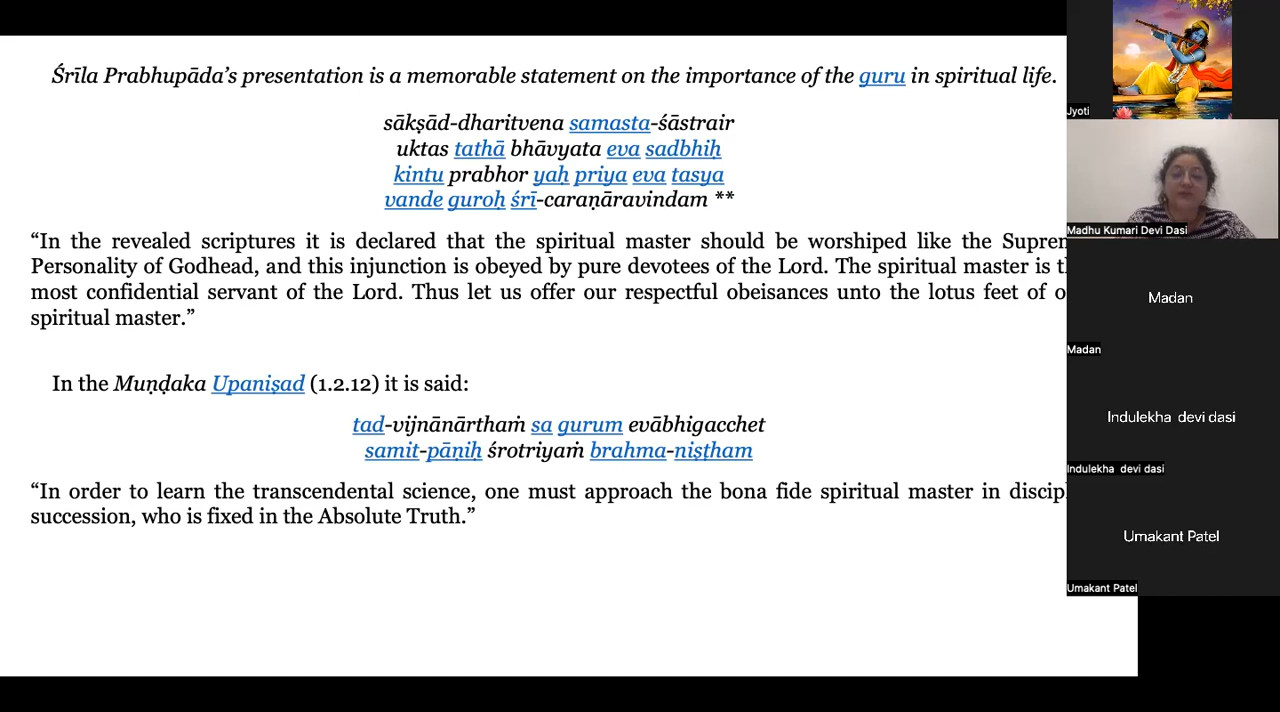 Śrīla Prabhupāda's presentation is a memorable statement on the importance of the guru in spiritual life.
sākṣād-dharitvena samasta-śāstrair
uktas tathā bhāvyata eva sadbhiḥ
kintu prabhor yaḥ priya eva tasya
vande guroḥ śrī-caraṇāravindam **
“In the revealed scriptures it is declared that the spiritual master should be worshiped like the
Personality of Godhead, and this injunction is obeyed by pure devotees of the Lord. The spiritual master is
most confidential servant of the Lord. Thus let us offer our respectful obeisances unto the lotus feet of
spiritual master.”
In the Muṇḍaka Upaniṣad (1.2.12) it is said:
tad-vijnānārthaṁ sa gurum evābhigacchet
samit-pāṇiḥ śrotriyaṁ brahma-niṣṭham
“In order to learn the transcendental science, one must approach the bona fide spiritual master in
succession, who is fixed in the Absolute Truth.”
Jyoti
Madhu Kumari Devi Dasi
Madan
Madan
Indulekha devi dasi
Indulekha devi dasi
Umakant Patel
Umakant Patel